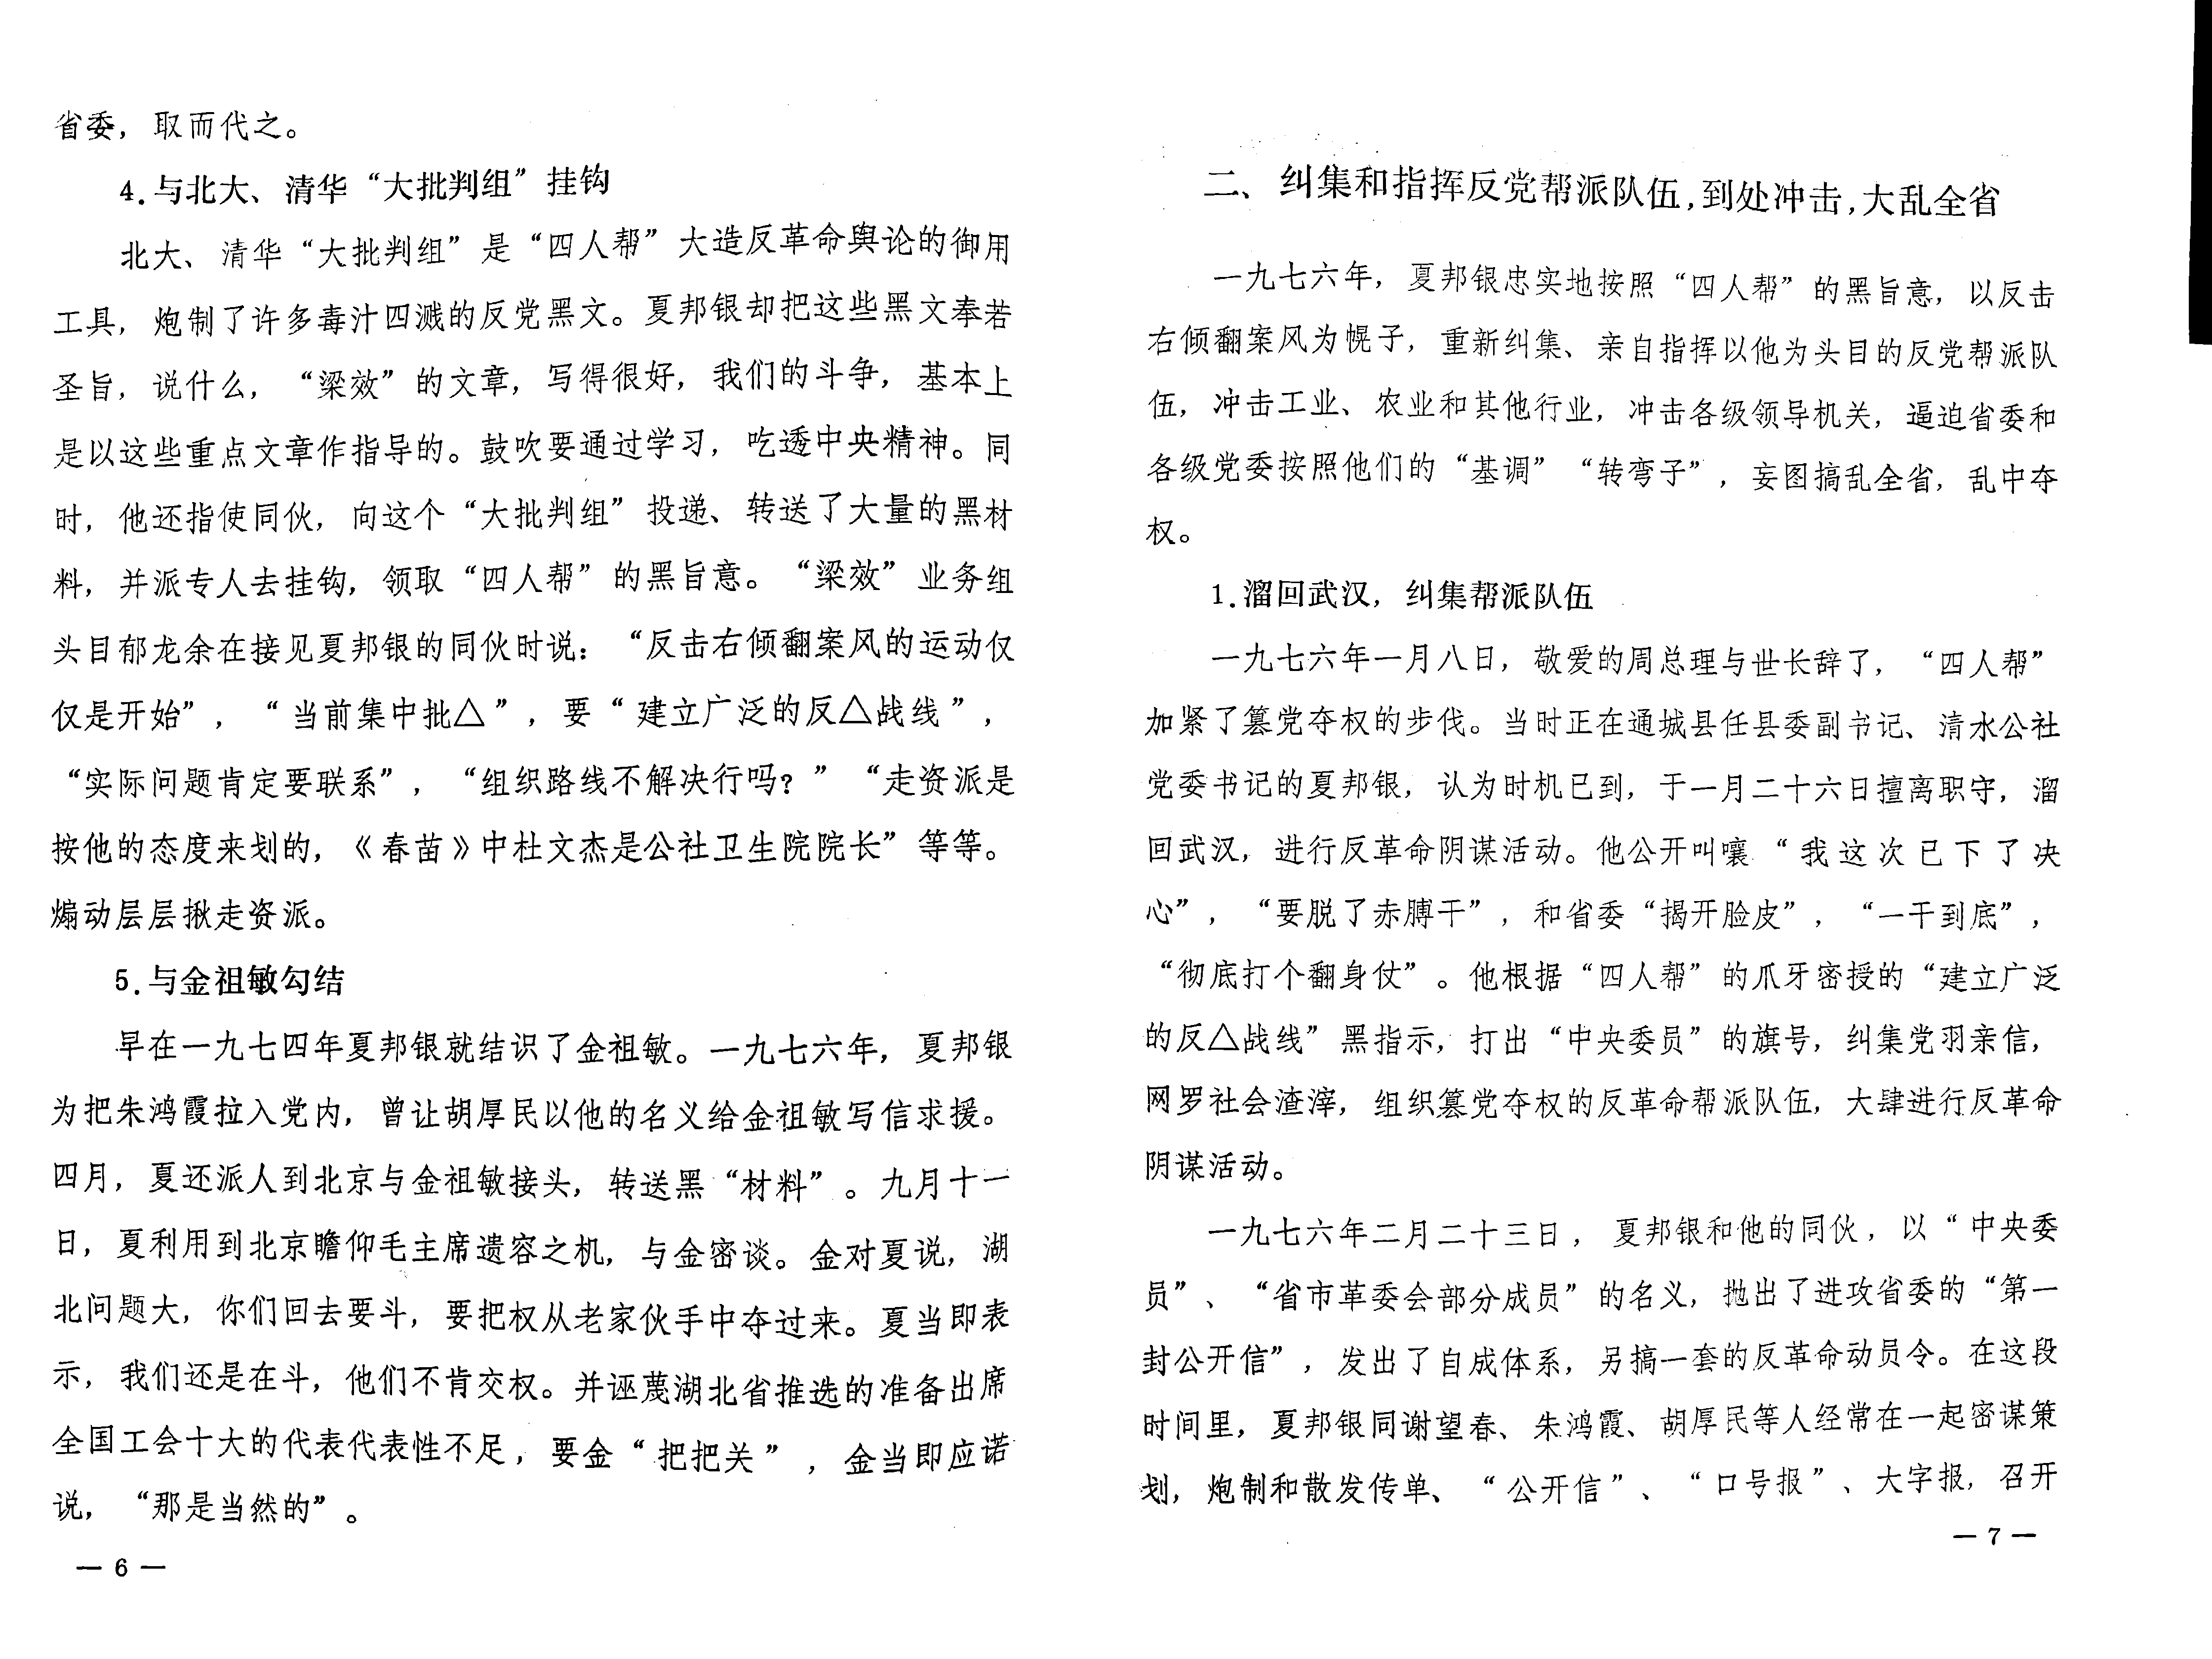 省委，取而代之。
4.与北大、清华“大批判组”挂钩
北大、清华“大批判组”是“四人帮”大造反革命舆论的御用
工具，炮制了许多毒汁四溅的反党黑文。夏邦银却把这些黑文奉若
圣旨，说什么，“梁效”的文章，写得很好，我们的斗争，基本上
是以这些重点文章作指导的。鼓吹要通过学习，吃透中央精神。同
时，他还指使同伙，向这个“大批判组”投递、转送了大量的黑材
料，并派专人去挂钩，领取“四人帮”的黑旨意。“梁效”业务组
头目郁龙余在接见夏邦银的同伙时说：“反击右倾翻案风的运动仅
仅是开始”，“当前集中批△”，要“建立广泛的反△战线”，
“实际问题肯定要联系”，“组织路线不解决行吗？”“走资派是
按他的态度来划的，《春苗》中杜文杰是公社卫生院院长”等等。
煽动层层揪走资派。
5.与金祖敏勾结
早在一九七四年夏邦银就结识了金祖敏。一九七六年，夏邦银
为把朱鸿霞拉入党内，曾让胡厚民以他的名义给金祖敏写信求援。
四月，夏还派人到北京与金祖敏接头，转送黑“材料”。九月十一
日，夏利用到北京瞻仰毛主席遗容之机，与金密谈。金对夏说，湖
北问题大，你们回去要斗，要把权从老家伙手中夺过来。夏当即表
示，我们还是在斗，他们不肯交权。并诬蔑湖北省推选的准备出席
全国工会十大的代表代表性不足，要金“把把关”，金当即应诺
说，“那是当然的”。
— 6 —
二、纠集和指挥反党帮派队伍，到处冲击，大乱全省
一九七六年，夏邦银忠实地按照“四人帮”的黑旨意，以反击
右倾翻案风为幌子，重新纠集、亲自指挥以他为头目的反党帮派队
伍，冲击工业、农业和其他行业，冲击各级领导机关，逼迫省委和
各级党委按照他们的“基调”“转弯子”，妄图搞乱全省，乱中夺
权。
1.溜回武汉，纠集帮派队伍
一九七六年一月八日，敬爱的周总理与世长辞了，“四人帮”
加紧了篡党夺权的步伐。当时正在通城县任县委副书记、清水公社
党委书记的夏邦银，认为时机已到，于一月二十六日擅离职守，溜
回武汉，进行反革命阴谋活动。他公开叫嚷“我这次已下了决
心”，“要脱了赤膊干”，和省委“揭开脸皮”，“一干到底”，
“彻底打个翻身仗”。他根据“四人帮”的爪牙密授的“建立广泛
的反△战线”黑指示，打出“中央委员”的旗号，纠集党羽亲信，
网罗社会渣滓，组织篡党夺权的反革命帮派队伍，大肆进行反革命
阴谋活动。
一九七六年二月二十三日，夏邦银和他的同伙，以“中央委
员”、“省市革委会部分成员”的名义，抛出了进攻省委的“第一
封公开信”，发出了自成体系，另搞一套的反革命动员令。在这段
时间里，夏邦银同谢望春、朱鸿霞、胡厚民等人经常在一起密谋策
划，炮制和散发传单、“公开信”、“口号报”、大字报，召开
— 7 —